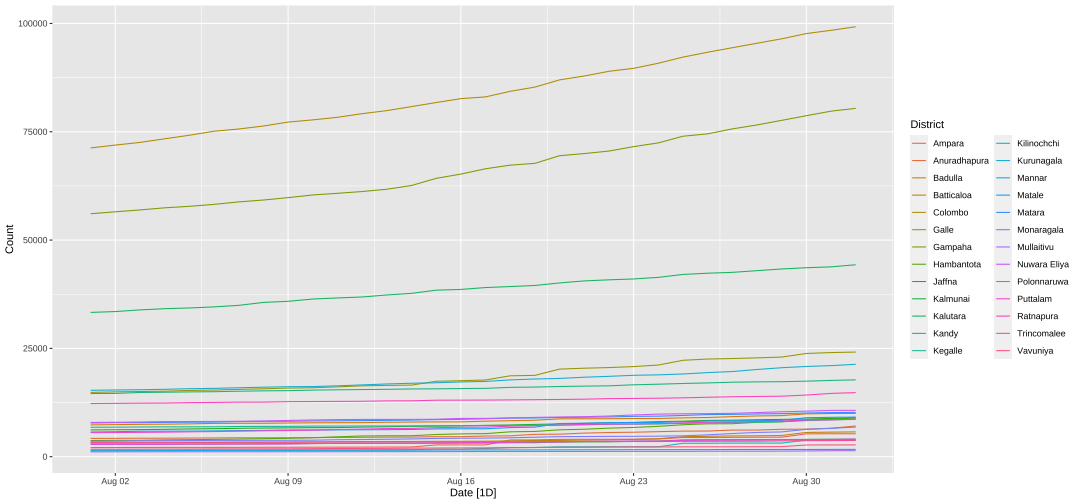 100000
75000
50000
25000
0
Count
Aug 02
Aug 09
Aug 16
Aug 23
Aug 30
Date [1D]
District
Ampara
Anuradhapura
Badulla
Batticaloa
Colombo
Galle
Gampaha
Hambantota
Jaffna
Kalmunai
Kalutara
Kandy
Kegalle
Kilinochchi
Kurunagala
Mannar
Matale
Matara
Monaragala
Mullaitivu
Nuwara Eliya
Polonnaruwa
Puttalam
Ratnapura
Trincomalee
Vavuniya